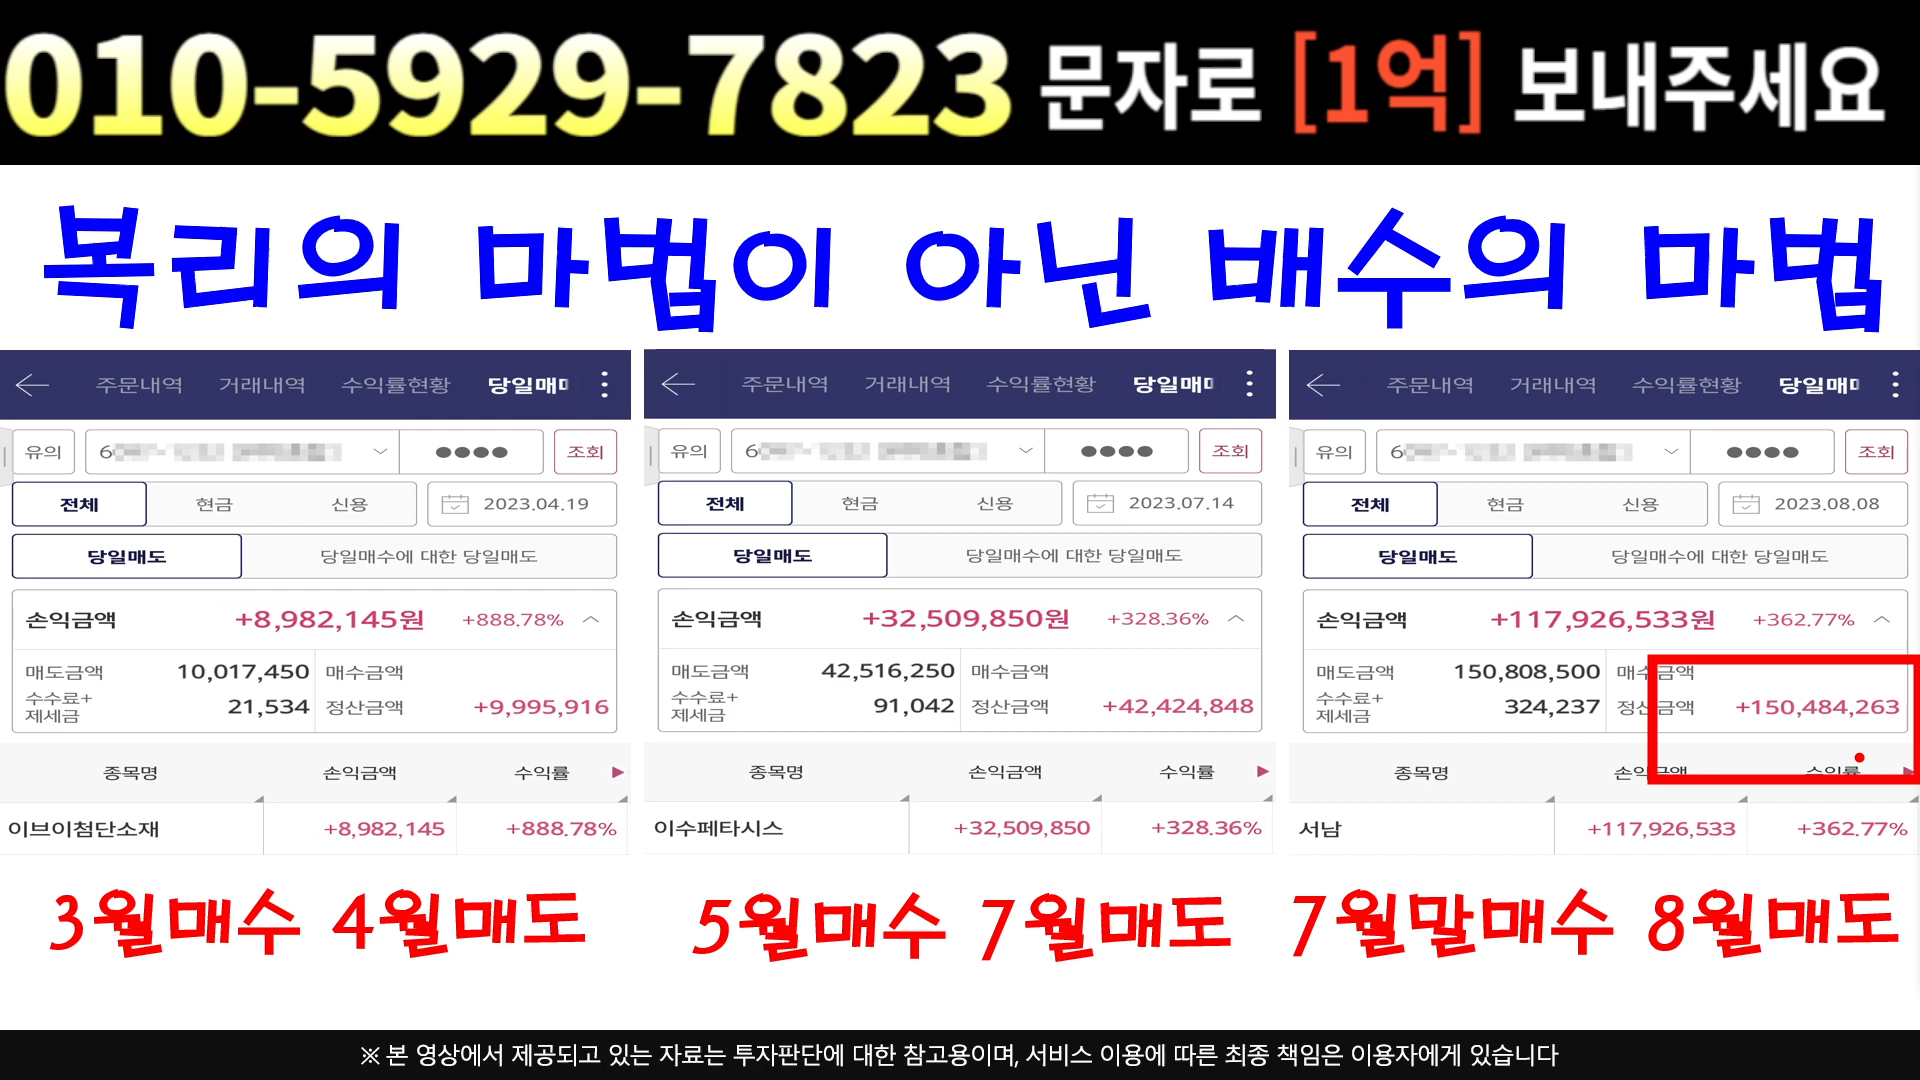 010-5929-7823 문자로 [1억] 보내주세요
복리의 마법이 아닌 배수의 마법
주문내역 거래내역 수익률현황 당일매
유의 6 ●●●● 조회
전체 현금 신용 2023.04.19
당일매도 당일매수에 대한 당일매도
손익금액 +8,982,145원 +888.78%
매도금액 10,017,450 매수금액
수수료+
제세금 21,534 정산금액 +9,995,916
종목명 손익금액 수익률
이브이첨단소재 +8,982,145 +888.78%
3월매수 4월매도
주문내역 거래내역 수익률현황 당일매
유의 6 ●●●● 조회
전체 현금 신용 2023.07.14
당일매도 당일매수에 대한 당일매도
손익금액 +32,509,850원 +328.36%
매도금액 42,516,250 매수금액
수수료+
제세금 91,042 정산금액 +42,424,848
종목명 손익금액 수익률
이수페타시스 +32,509,850 +328.36%
5월매수 7월매도
주문내역 거래내역 수익률현황 당일매
유의 6 ●●●● 조회
전체 현금 신용 2023.08.08
당일매도 당일매수에 대한 당일매도
손익금액 +117,926,533원 +362.77%
매도금액 150,808,500 매수금액
수수료+
제세금 324,237 정산금액 +150,484,263
종목명 손익금액 수익률
서남 +117,926,533 +362.77%
7월말매수 8월매도
※ 본 영상에서 제공되고 있는 자료는 투자판단에 대한 참고용이며, 서비스 이용에 따른 최종 책임은 이용자에게 있습니다